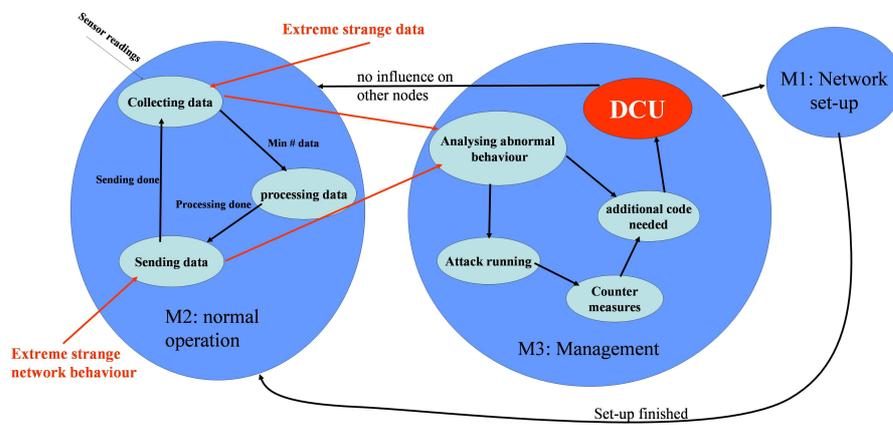 Sensor readings
Extreme strange data
Collecting data
Min # data
Sending done
processing data
Processing done
Sending data
M2: normal
operation
Extreme strange
network behaviour
no influence on
other nodes
DCU
Analysing abnormal
behaviour
additional code
needed
Attack running
Counter
measures
M3: Management
M1: Network
set-up
Set-up finished